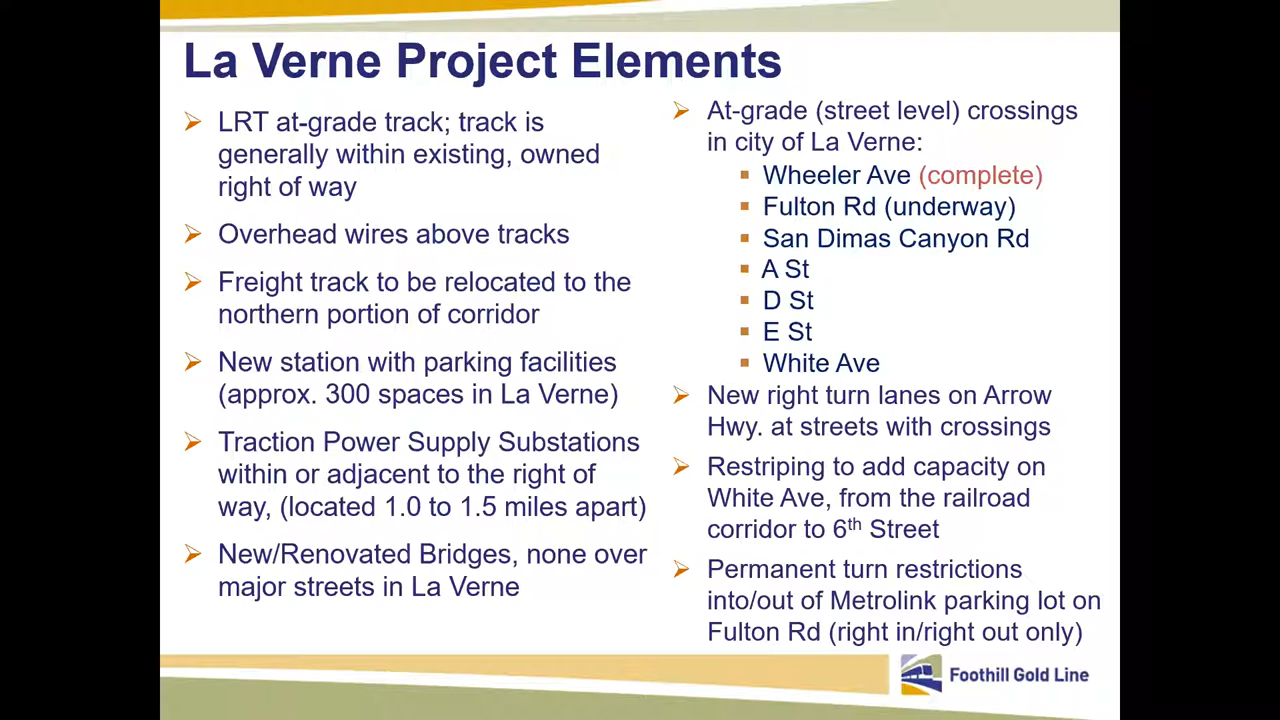 La Verne Project Elements
LRT at-grade track; track is
generally within existing, owned
right of way
Overhead wires above tracks
Freight track to be relocated to the
northern portion of corridor
New station with parking facilities
(approx. 300 spaces in La Verne)
Traction Power Supply Substations
within or adjacent to the right of
way, (located 1.0 to 1.5 miles apart)
New/Renovated Bridges, none over
major streets in La Verne
At-grade (street level) crossings
in city of La Verne:
Wheeler Ave (complete)
Fulton Rd (underway)
San Dimas Canyon Rd
A St
D St
E St
White Ave
New right turn lanes on Arrow
Hwy. at streets with crossings
Restriping to add capacity on
White Ave, from the railroad
corridor to 6th Street
Permanent turn restrictions
into/out of Metrolink parking lot on
Fulton Rd (right in/right out only)
Foothill Gold Line